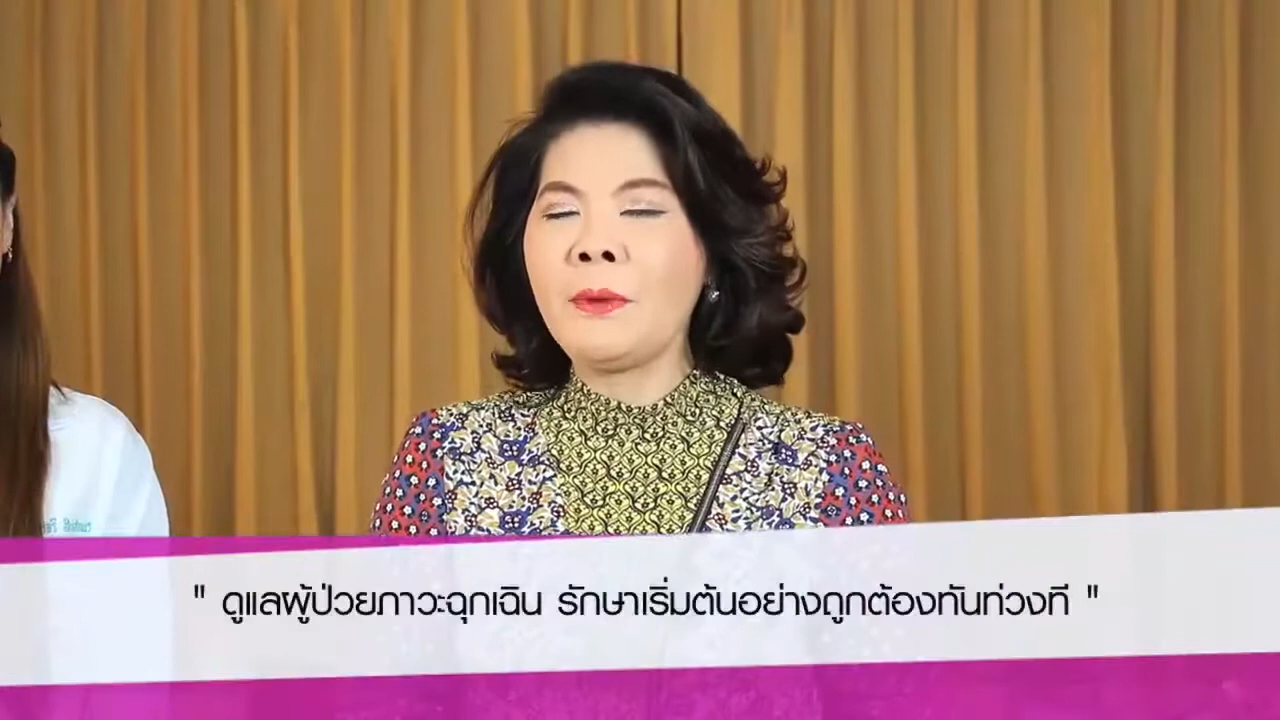 " ดูแลผู้ป่วยภาวะฉุกเฉิน รักษาเริ่มต้นอย่างถูกต้องทันท่วงที "